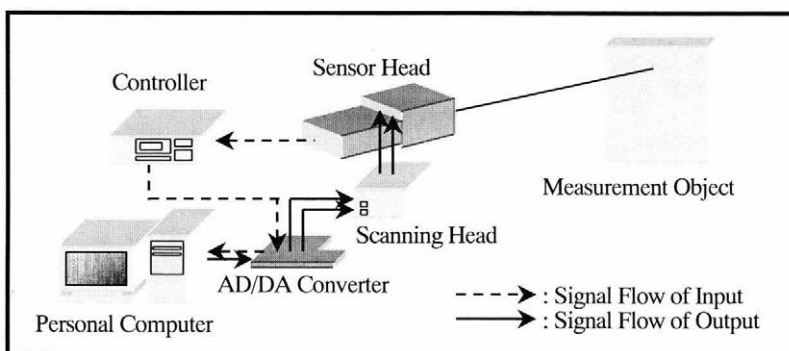 Sensor Head
Controller
Measurement Object
Scanning Head
AD/DA Converter
Personal Computer
: Signal Flow of Input
: Signal Flow of Output